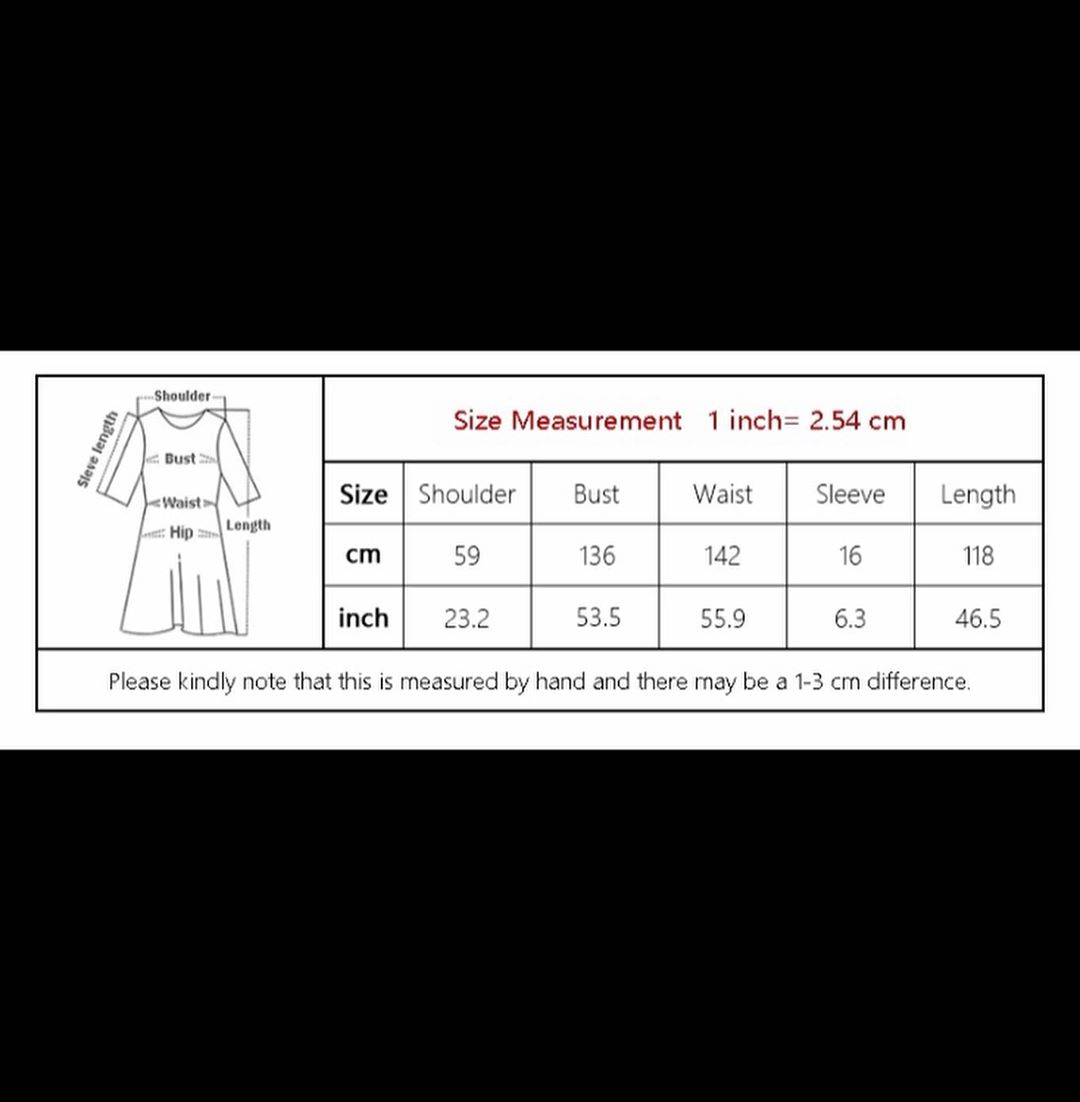 Shoulder
Sleve length
Bust
Waist
Hip
Length
Size Measurement 1 inch= 2.54 cm
Size Shoulder Bust Waist Sleeve Length
cm 59 136 142 16 118
inch 23.2 53.5 55.9 6.3 46.5
Please kindly note that this is measured by hand and there may be a 1-3 cm difference.